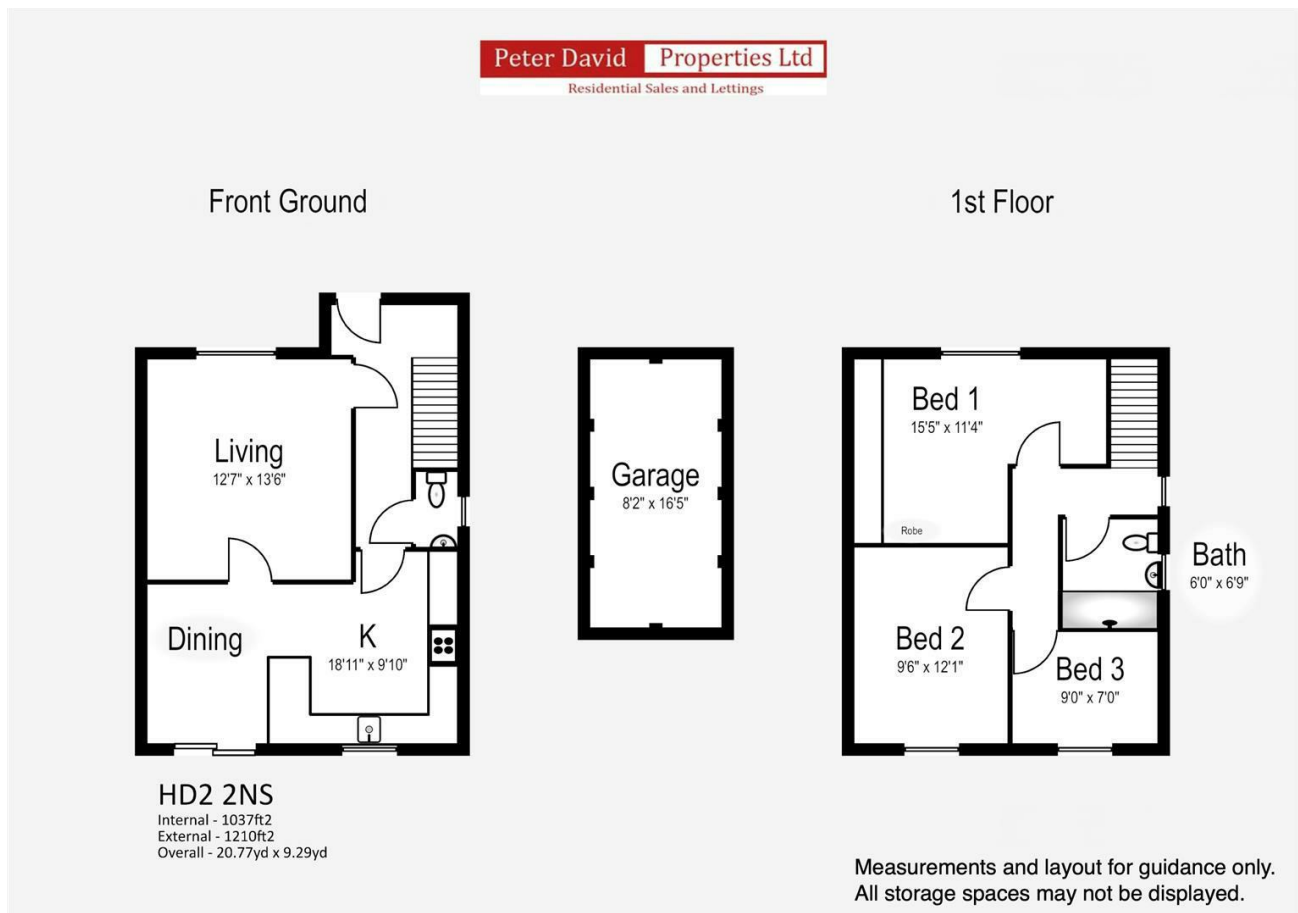 Peter David Properties Ltd
Residential Sales and Lettings
Front Ground
1st Floor
Living
12'7" x 13'6"
Dining
K
18'11" x 9'10"
Garage
8'2" x 16'5"
Bed 1
15'5" x 11'4"
Robe
Bath
6'0" x 6'9"
Bed 2
9'6" x 12'1"
Bed 3
9'0" x 7'0"
HD2 2NS
Internal - 1037ft2
External - 1210ft2
Overall - 20.77yd x 9.29yd
Measurements and layout for guidance only.
All storage spaces may not be displayed.